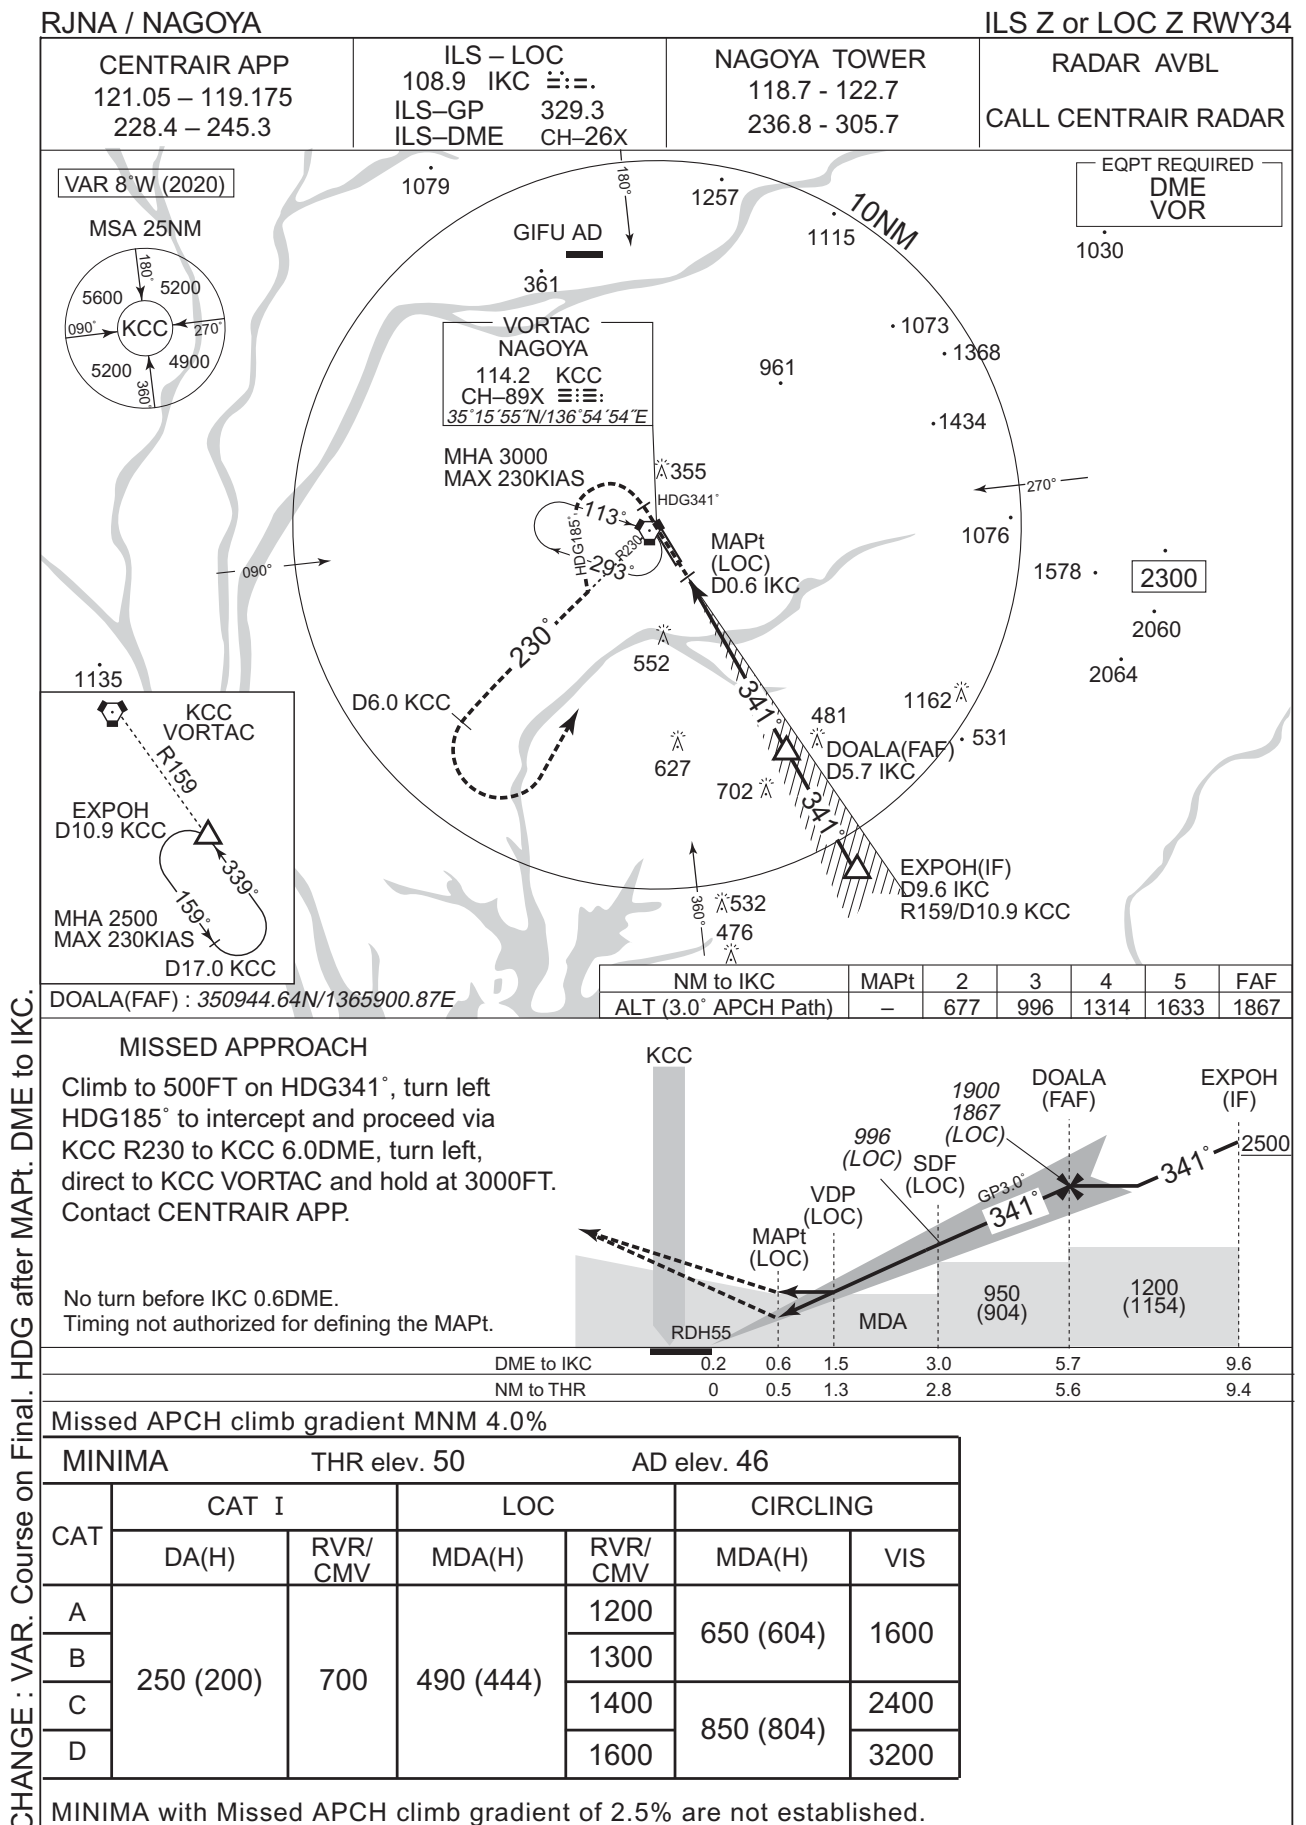 RJNA / NAGOYA
ILS Z or LOC Z RWY34
CENTRAIR APP
121.05 – 119.175
228.4 – 245.3
ILS – LOC
108.9 IKC
ILS–GP 329.3
ILS–DME CH–26X
NAGOYA TOWER
118.7 - 122.7
236.8 - 305.7
RADAR AVBL
CALL CENTRAIR RADAR
VAR 8˚W (2020)
MSA 25NM
180˚
5600
5200
090˚
KCC
270˚
5200
4900
360˚
EQPT REQUIRED
DME
VOR
1079
180˚
1257
10NM
1115
1030
GIFU AD
361
VORTAC
NAGOYA
114.2 KCC
CH–89X
35˚15´55˝N/136˚54´54˝E
1073
1368
961
1434
MHA 3000
MAX 230KIAS
355
HDG341˚
270˚
113˚
HDG185˚
R230
293˚
1076
MAPt
(LOC)
D0.6 IKC
090˚
1578
2300
2060
2064
230˚
552
1135
D6.0 KCC
341˚
1162
481
531
DOALA(FAF)
D5.7 IKC
627
702
341˚
EXPOH(IF)
D9.6 IKC
R159/D10.9 KCC
360˚
532
476
KCC
VORTAC
R159
EXPOH
D10.9 KCC
339˚
159˚
MHA 2500
MAX 230KIAS
D17.0 KCC
DOALA(FAF) : 350944.64N/1365900.87E
NM to IKC MAPt 2 3 4 5 FAF
ALT (3.0˚ APCH Path) – 677 996 1314 1633 1867
MISSED APPROACH
Climb to 500FT on HDG341˚, turn left
HDG185˚ to intercept and proceed via
KCC R230 to KCC 6.0DME, turn left,
direct to KCC VORTAC and hold at 3000FT.
Contact CENTRAIR APP.
No turn before IKC 0.6DME.
Timing not authorized for defining the MAPt.
KCC
DOALA
(FAF)
EXPOH
(IF)
1900
1867
(LOC)
996
(LOC)
SDF
(LOC)
VDP
(LOC)
MAPt
(LOC)
GP3.0˚
341˚
341˚
2500
RDH55
MDA
950
(904)
1200
(1154)
DME to IKC 0.2 0.6 1.5 3.0 5.7 9.6
NM to THR 0 0.5 1.3 2.8 5.6 9.4
Missed APCH climb gradient MNM 4.0%
MINIMA THR elev. 50 AD elev. 46
CAT
CAT I
LOC
CIRCLING
DA(H)
RVR/
CMV
MDA(H)
RVR/
CMV
MDA(H)
VIS
A
B
C
D
250 (200)
700
490 (444)
1200
1300
1400
1600
650 (604)
850 (804)
1600
2400
3200
MINIMA with Missed APCH climb gradient of 2.5% are not established.
CHANGE : VAR. Course on Final. HDG after MAPt. DME to IKC.